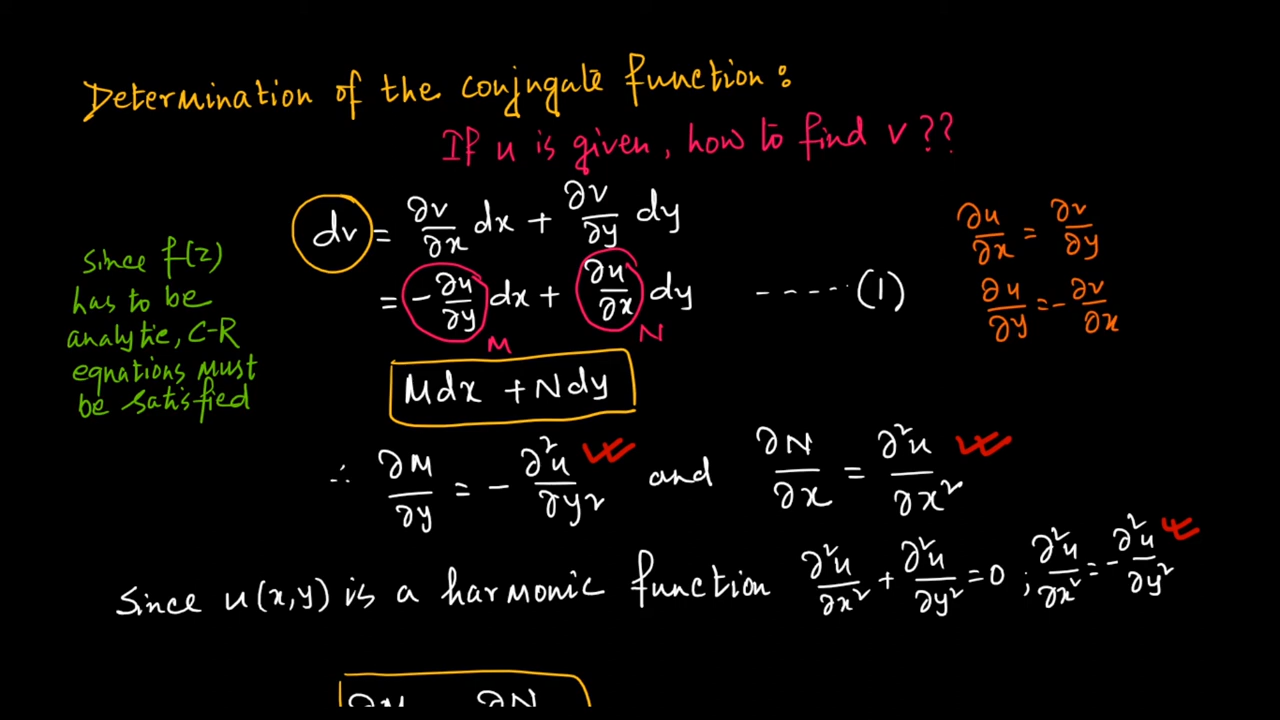 Determination of the conjugate function:
If u is given, how to find v??
dv = ∂v/∂x dx + ∂v/∂y dy
= -∂u/∂y dx + ∂u/∂x dy -----(1)
M N
∂u/∂x = ∂v/∂y
∂u/∂y = -∂v/∂x
Since f(z)
has to be
analytic, C-R
equations must
be satisfied
Mdx + Ndy
∴ ∂M/∂y = -∂²u/∂y² and ∂N/∂x = ∂²u/∂x²
Since u(x,y) is a harmonic function ∂²u/∂x² + ∂²u/∂y² = 0 ; ∂²u/∂x² = -∂²u/∂y²
∂M ∂N